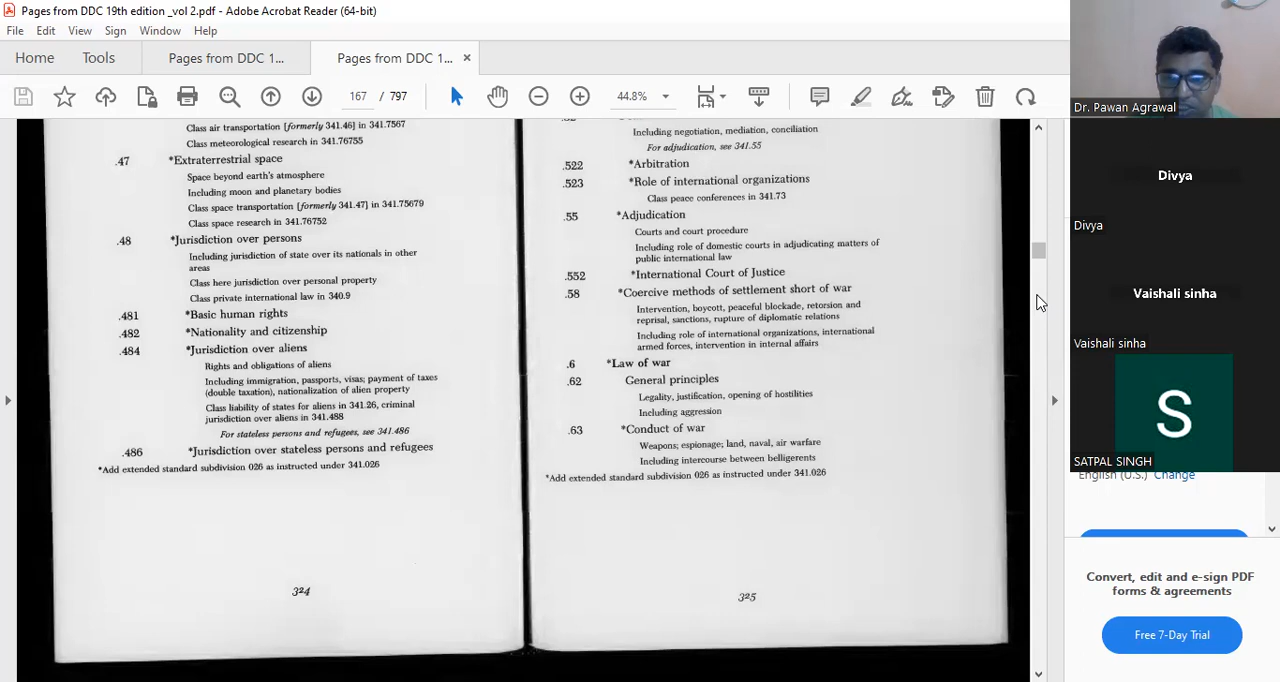 Pages from DDC 19th edition _vol 2.pdf - Adobe Acrobat Reader (64-bit)
File Edit View Sign Window Help
Home Tools Pages from DDC 1... Pages from DDC 1... ×
167 / 797 44.8%
Class air transportation [formerly 341.46] in 341.7567
Class meteorological research in 341.76755
.47 *Extraterrestrial space
Space beyond earth's atmosphere
Including moon and planetary bodies
Class space transportation [formerly 341.47] in 341.75679
Class space research in 341.76752
.48 *Jurisdiction over persons
Including jurisdiction of state over its nationals in other
areas
Class here jurisdiction over personal property
Class private international law in 340.9
.481 *Basic human rights
.482 *Nationality and citizenship
.484 *Jurisdiction over aliens
Rights and obligations of aliens
Including immigration, passports, visas; payment of taxes
(double taxation), nationalization of alien property
Class liability of states for aliens in 341.26, criminal
jurisdiction over aliens in 341.488
For stateless persons and refugees, see 341.486
.486 *Jurisdiction over stateless persons and refugees
*Add extended standard subdivision 026 as instructed under 341.026
324
Including negotiation, mediation, conciliation
For adjudication, see 341.55
.522 *Arbitration
.523 *Role of international organizations
Class peace conferences in 341.73
.55 *Adjudication
Courts and court procedure
Including role of domestic courts in adjudicating matters of
public international law
.552 *International Court of Justice
.58 *Coercive methods of settlement short of war
Intervention, boycott, peaceful blockade, retorsion and
reprisal, sanctions, rupture of diplomatic relations
Including role of international organizations, international
armed forces, intervention in internal affairs
.6 *Law of war
.62 General principles
Legality, justification, opening of hostilities
Including aggression
.63 *Conduct of war
Weapons; espionage; land, naval, air warfare
Including intercourse between belligerents
*Add extended standard subdivision 026 as instructed under 341.026
325
Dr. Pawan Agrawal
Divya
Divya
Vaishali sinha
Vaishali sinha
S
SATPAL SINGH
English (U.S.) Change
Convert, edit and e-sign PDF
forms & agreements
Free 7-Day Trial